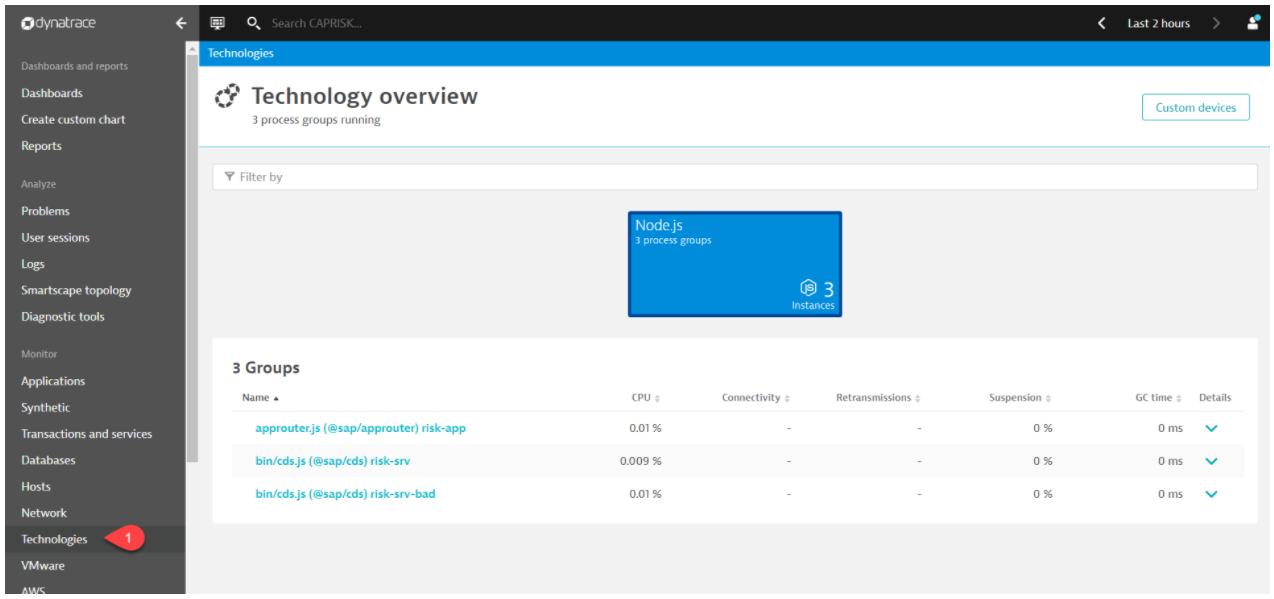 dynatrace
Search CAPRISK...
Last 2 hours
Dashboards and reports
Dashboards
Create custom chart
Reports
Analyze
Problems
User sessions
Logs
Smartscape topology
Diagnostic tools
Monitor
Applications
Synthetic
Transactions and services
Databases
Hosts
Network
Technologies
1
VMware
AWS
Technologies
Technology overview
3 process groups running
Custom devices
Filter by
Node.js
3 process groups
JS 3
Instances
3 Groups
Name CPU Connectivity Retransmissions Suspension GC time Details
approuter.js (@sap/approuter) risk-app 0.01 % - - 0 % 0 ms
bin/cds.js (@sap/cds) risk-srv 0.009 % - - 0 % 0 ms
bin/cds.js (@sap/cds) risk-srv-bad 0.01 % - - 0 % 0 ms